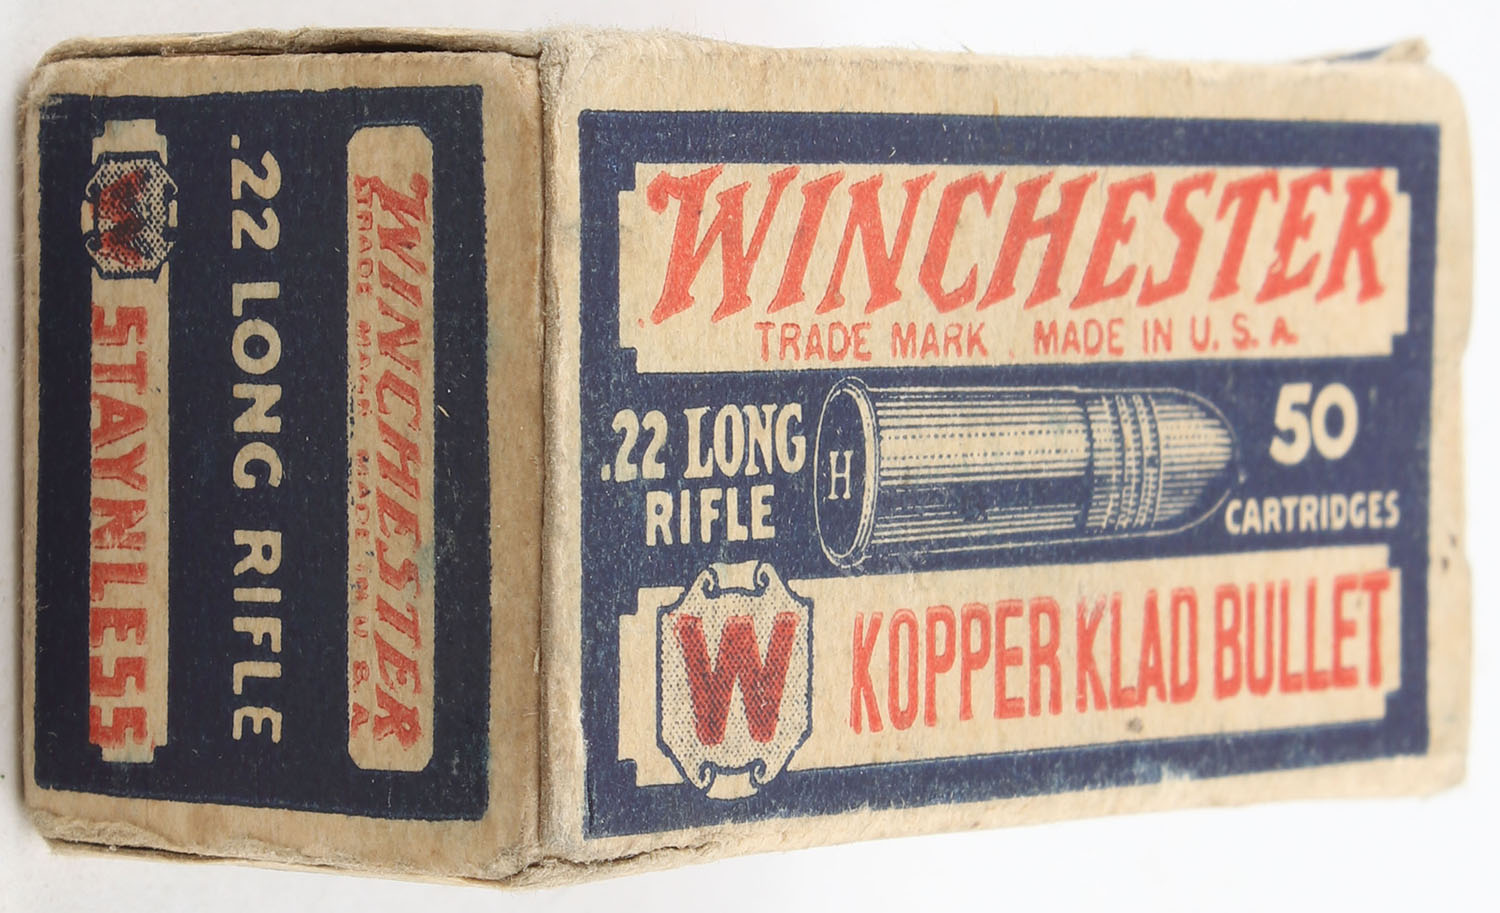 WINCHESTER
TRADE MARK. MADE IN U. S. A.
.22 LONG
RIFLE
H
50
CARTRIDGES
W
KOPPER KLAD BULLET
WINCHESTER
TRADE MARK MADE IN U. S. A.
.22 LONG RIFLE
W
STAYNLESS